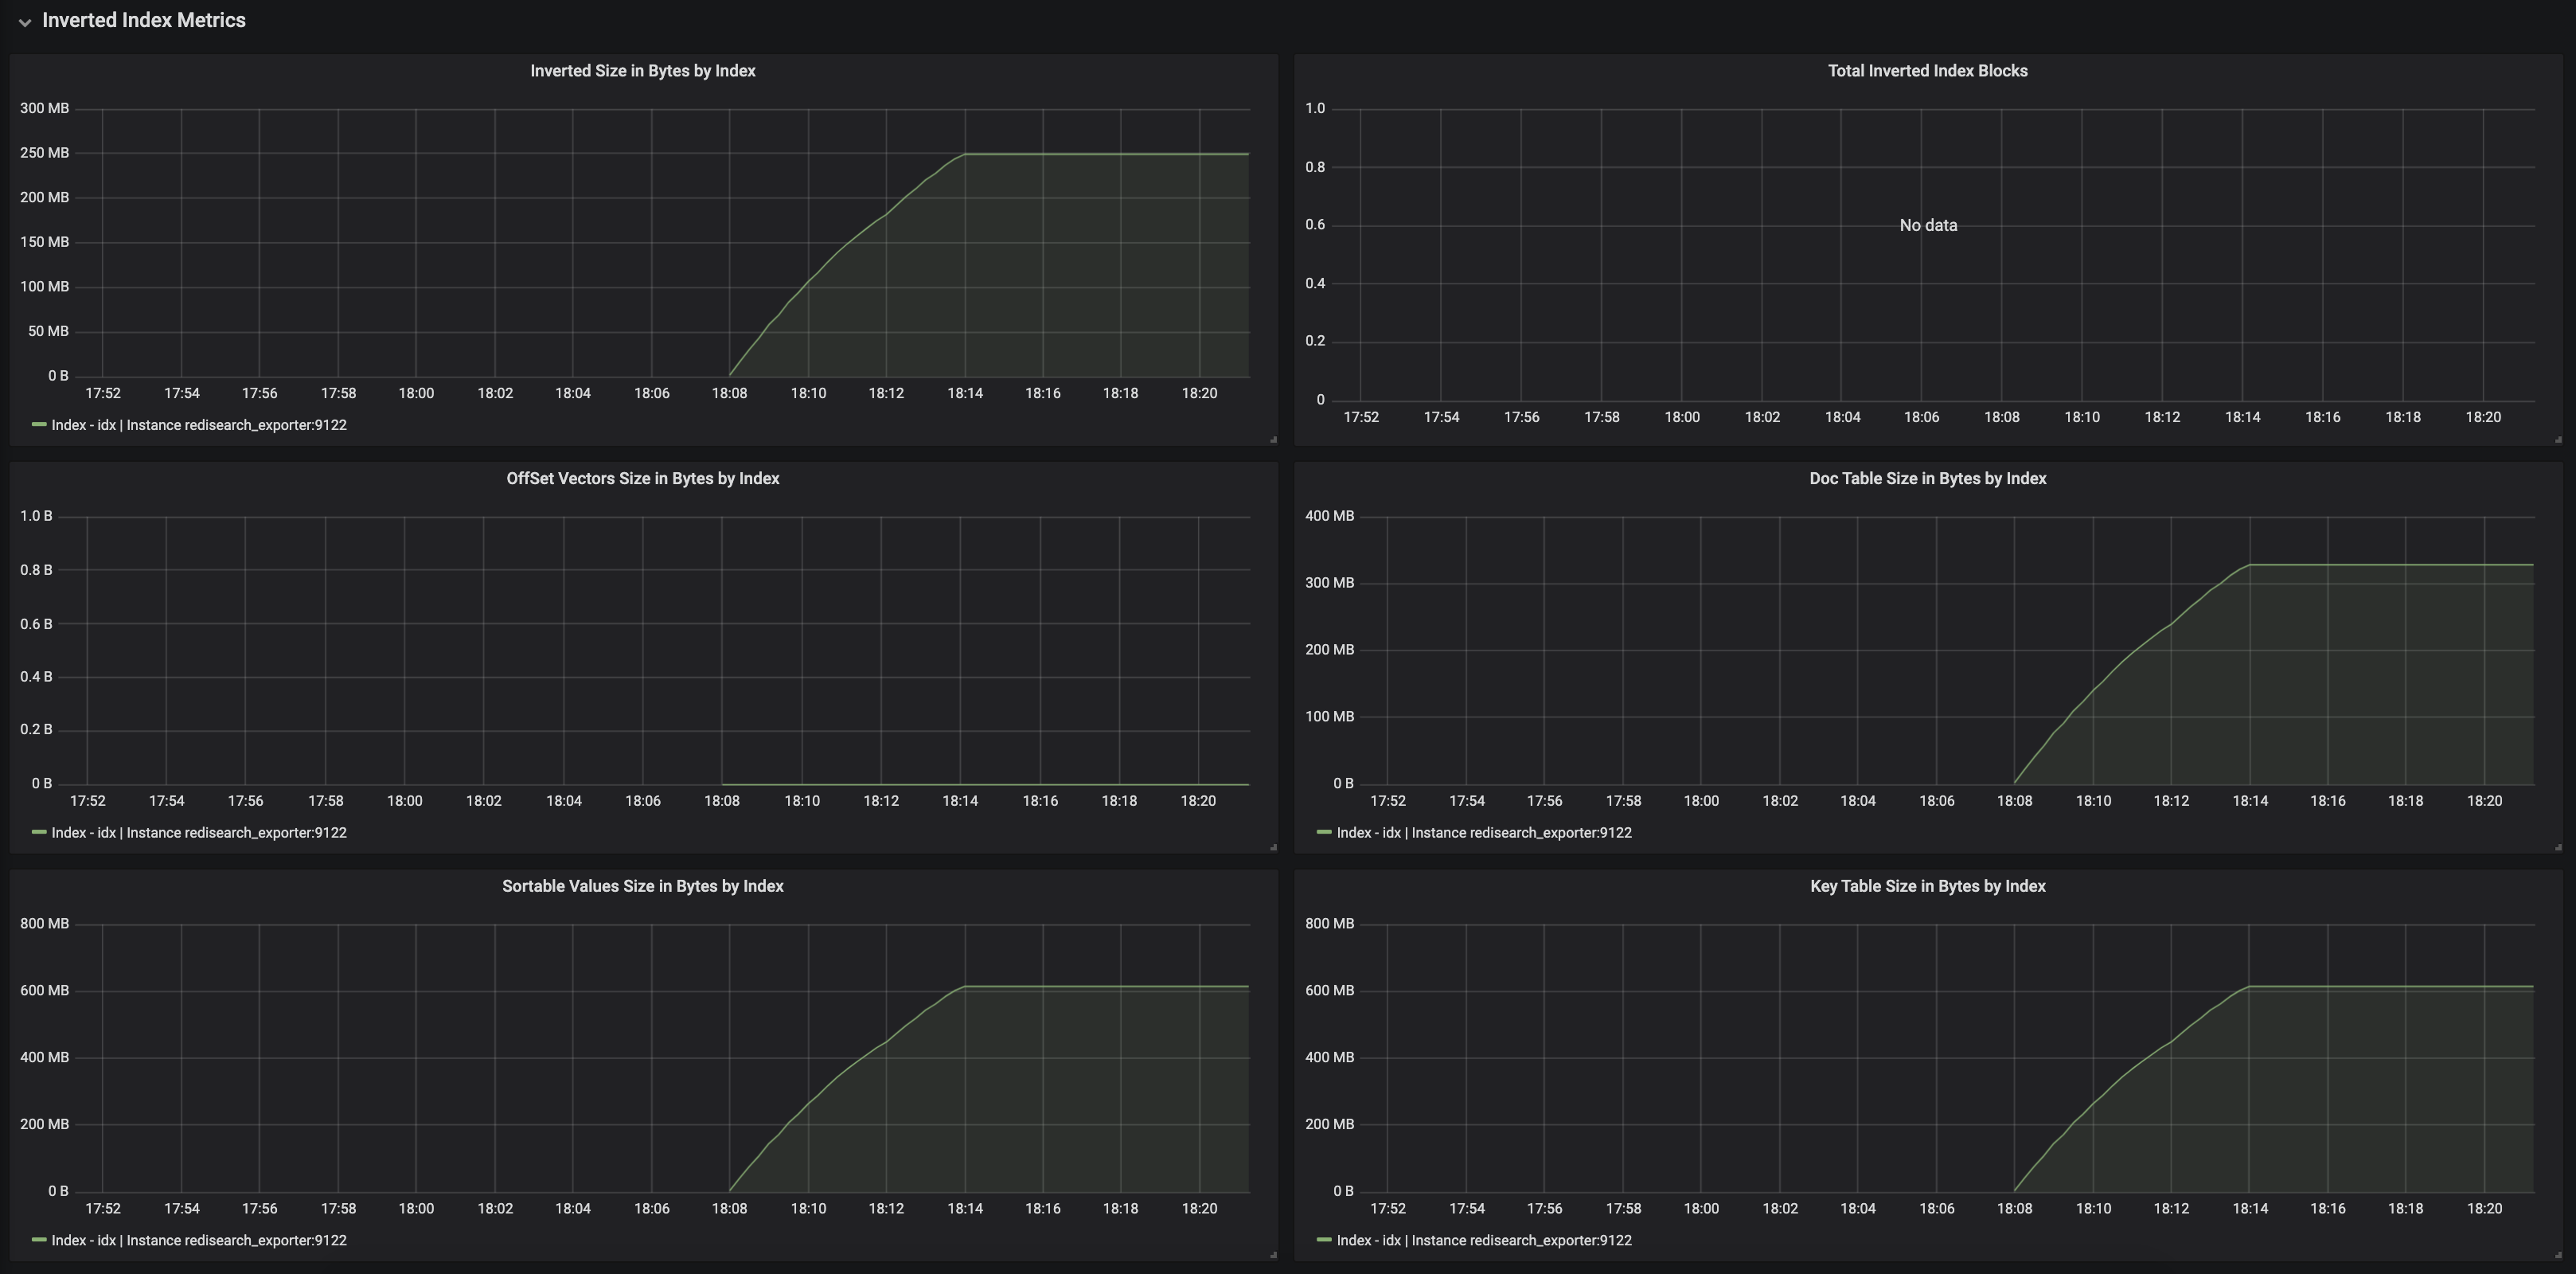 Inverted Index Metrics
Inverted Size in Bytes by Index
300 MB
250 MB
200 MB
150 MB
100 MB
50 MB
0 B
17:52 17:54 17:56 17:58 18:00 18:02 18:04 18:06 18:08 18:10 18:12 18:14 18:16 18:18 18:20
Index - idx | Instance redisearch_exporter:9122
Total Inverted Index Blocks
1.0
0.8
0.6
0.4
0.2
0
No data
17:52 17:54 17:56 17:58 18:00 18:02 18:04 18:06 18:08 18:10 18:12 18:14 18:16 18:18 18:20
OffSet Vectors Size in Bytes by Index
1.0 B
0.8 B
0.6 B
0.4 B
0.2 B
0 B
17:52 17:54 17:56 17:58 18:00 18:02 18:04 18:06 18:08 18:10 18:12 18:14 18:16 18:18 18:20
Index - idx | Instance redisearch_exporter:9122
Doc Table Size in Bytes by Index
400 MB
300 MB
200 MB
100 MB
0 B
17:52 17:54 17:56 17:58 18:00 18:02 18:04 18:06 18:08 18:10 18:12 18:14 18:16 18:18 18:20
Index - idx | Instance redisearch_exporter:9122
Sortable Values Size in Bytes by Index
800 MB
600 MB
400 MB
200 MB
0 B
17:52 17:54 17:56 17:58 18:00 18:02 18:04 18:06 18:08 18:10 18:12 18:14 18:16 18:18 18:20
Index - idx | Instance redisearch_exporter:9122
Key Table Size in Bytes by Index
800 MB
600 MB
400 MB
200 MB
0 B
17:52 17:54 17:56 17:58 18:00 18:02 18:04 18:06 18:08 18:10 18:12 18:14 18:16 18:18 18:20
Index - idx | Instance redisearch_exporter:9122